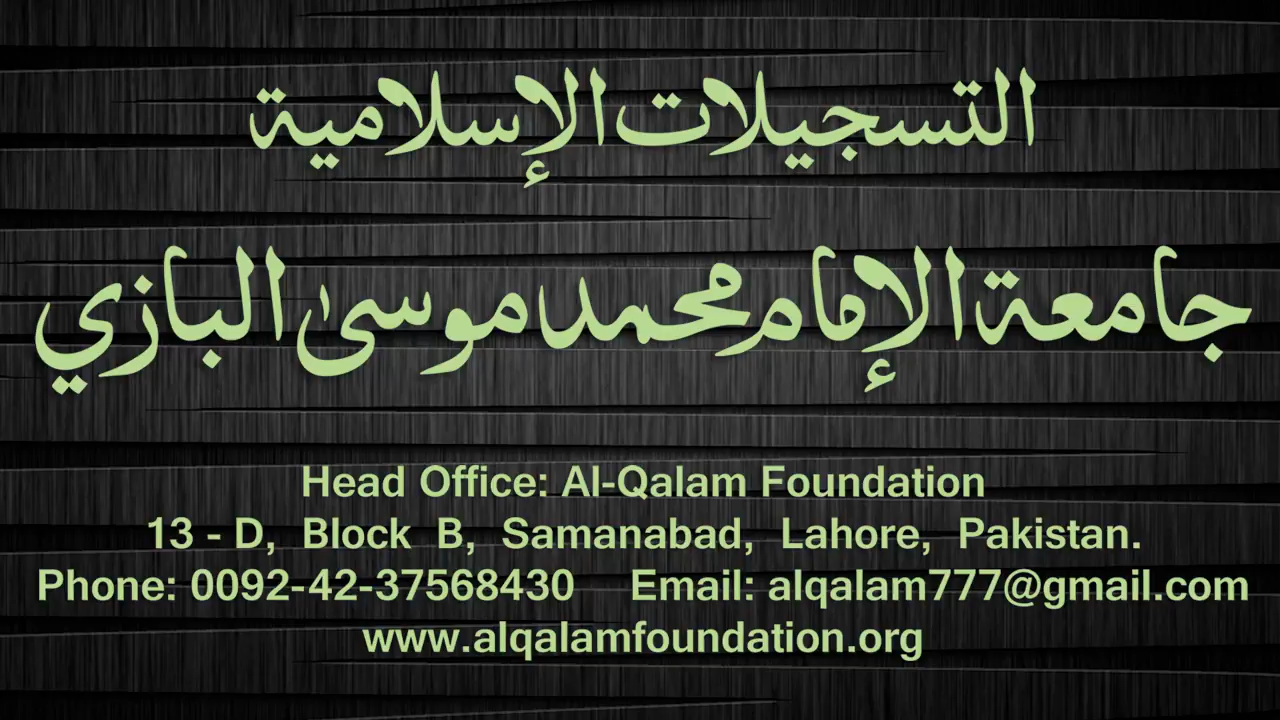 التسجيلات الإسلامية
جامعة الإمام محمد موسى البازي
Head Office: Al-Qalam Foundation
13 - D, Block B, Samanabad, Lahore, Pakistan.
Phone: 0092-42-37568430 Email: alqalam777@gmail.com
www.alqalamfoundation.org